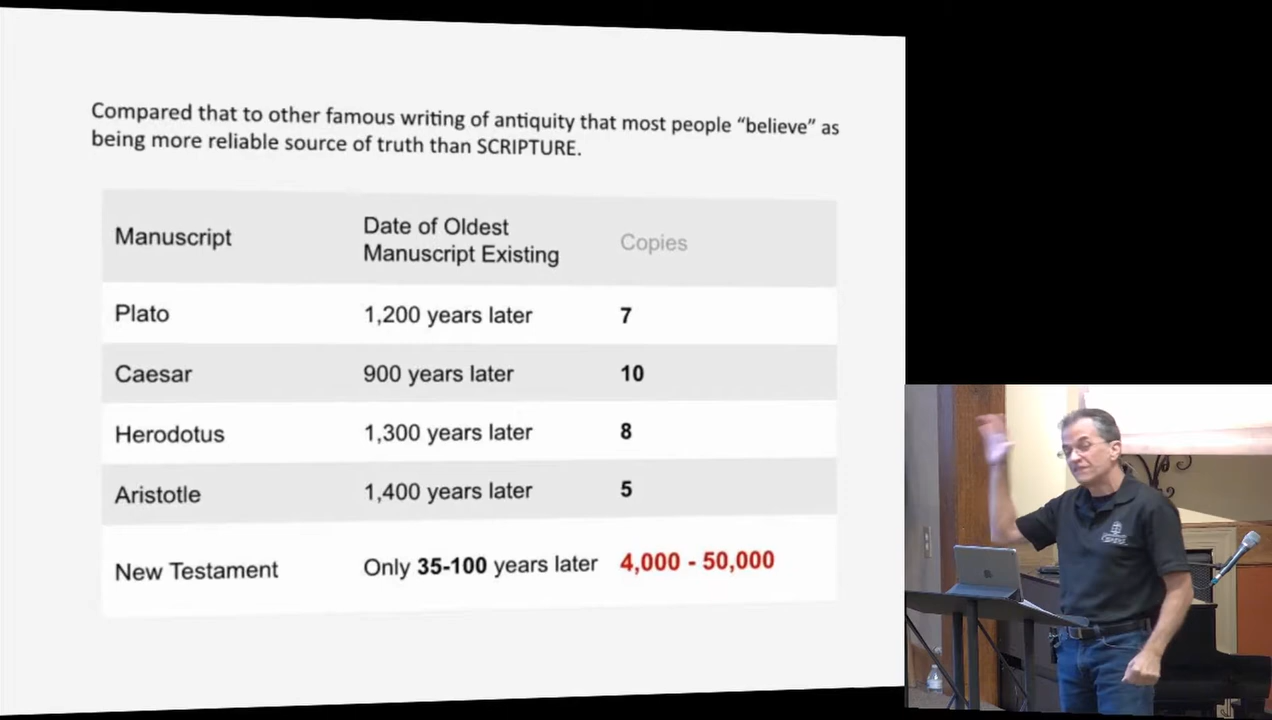 Compared that to other famous writing of antiquity that most people “believe” as
being more reliable source of truth than SCRIPTURE.
Manuscript
Date of Oldest
Manuscript Existing
Copies
Plato
1,200 years later
7
Caesar
900 years later
10
Herodotus
1,300 years later
8
Aristotle
1,400 years later
5
New Testament
Only 35-100 years later
4,000 - 50,000